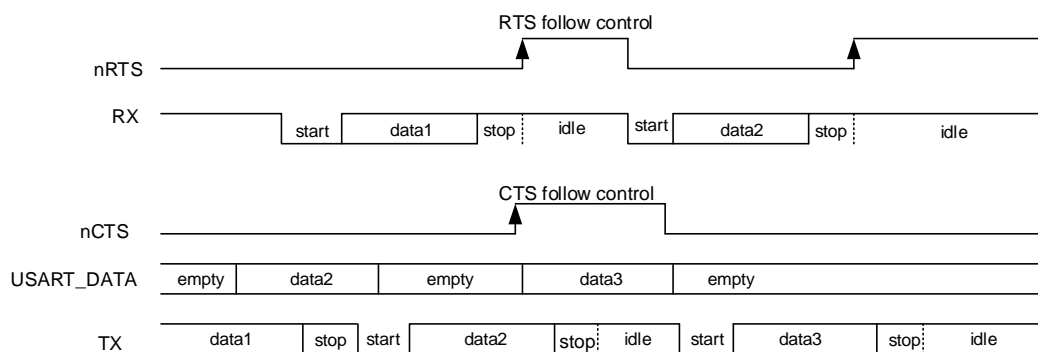 RTS follow control
nRTS
RX start data1 stop idle start data2 stop idle
CTS follow control
nCTS
USART_DATA empty data2 empty data3 empty
TX data1 stop start data2 stop idle start data3 stop idle